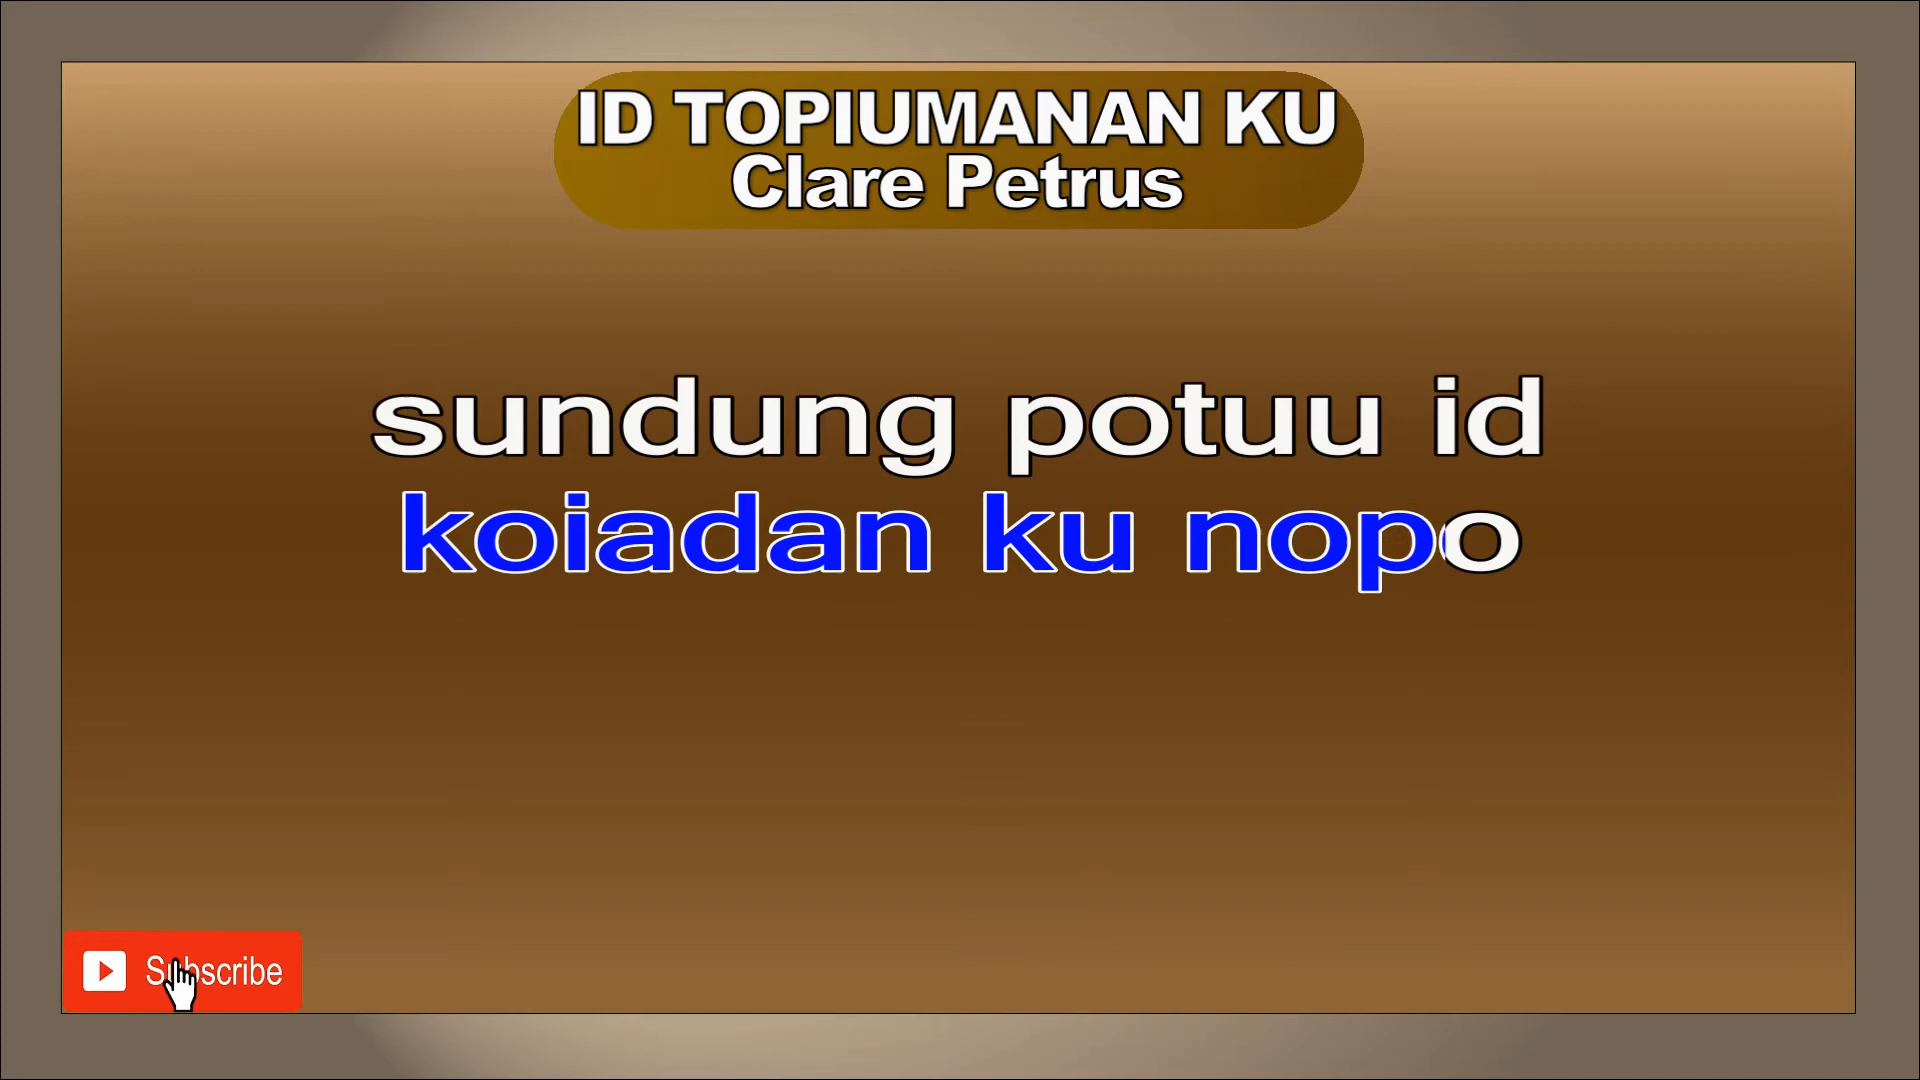 ID TOPIUMANAN KU
Clare Petrus
sundung potuu id
koiadan ku nopo
Subscribe